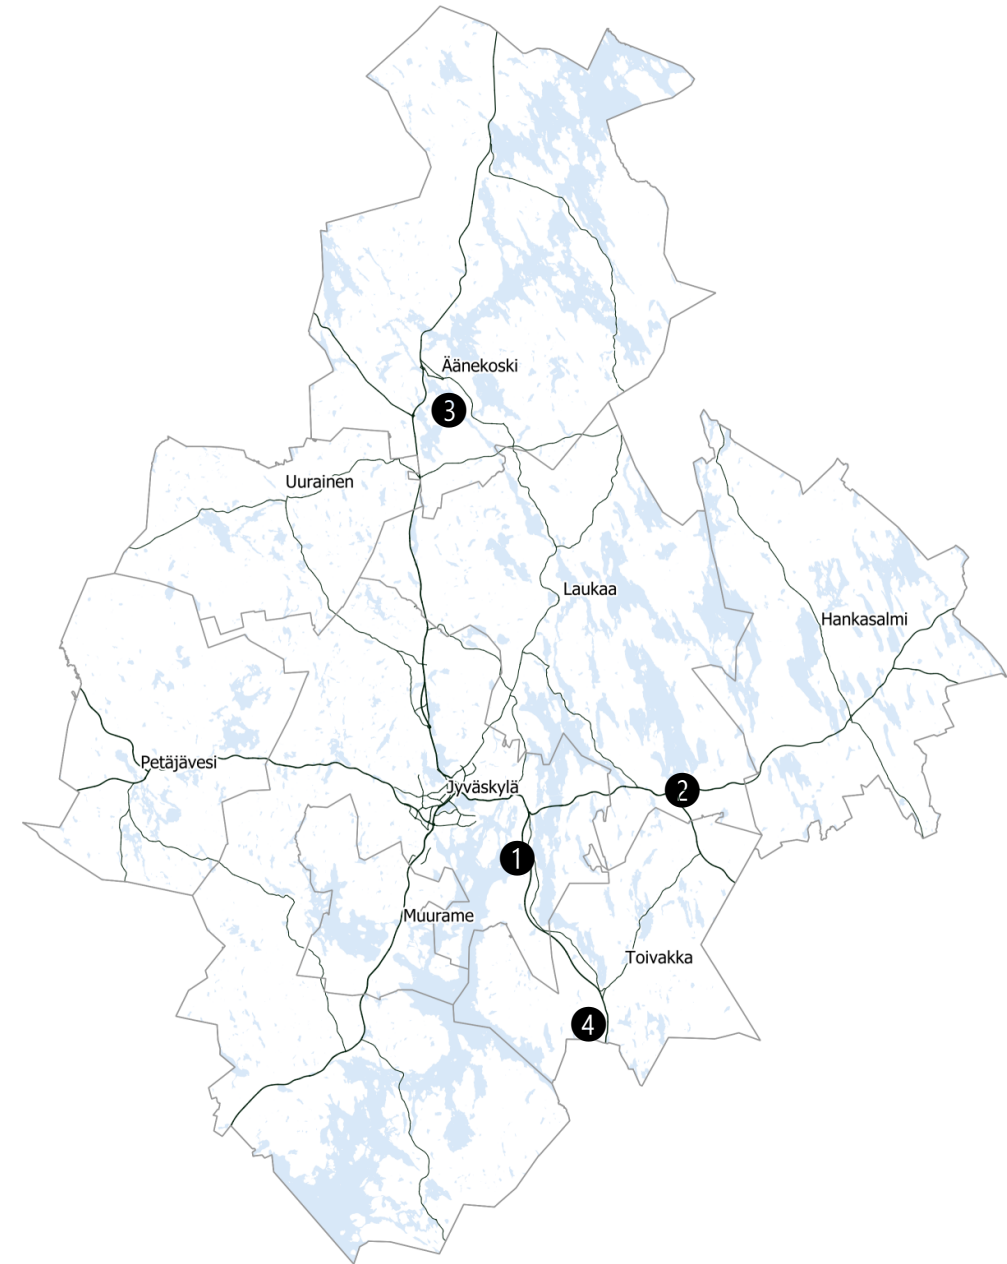 Äänekoski
3
Uurainen
Laukaa
Hankasalmi
Petäjävesi
Jyväskylä
2
1
Muurame
Toivakka
4